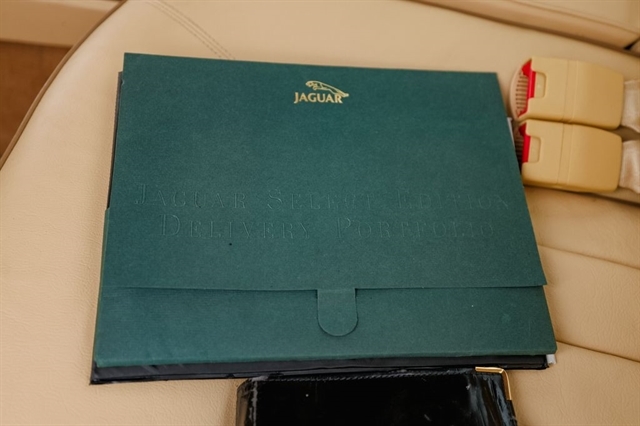 JAGUAR
JAGUAR SELECT EDITION
DELIVERY PORTFOLIO